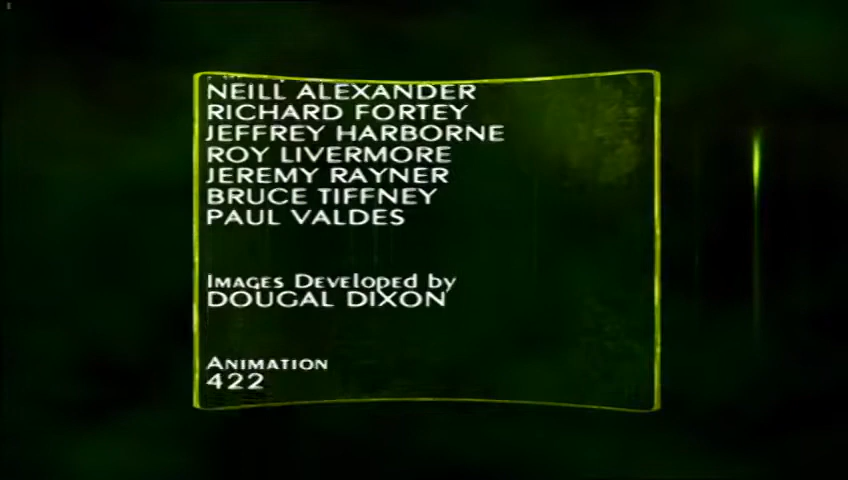 NEILL ALEXANDER
RICHARD FORTEY
JEFFREY HARBORNE
ROY LIVERMORE
JEREMY RAYNER
BRUCE TIFFNEY
PAUL VALDES
IMAGES DEVELOPED BY
DOUGAL DIXON
ANIMATION
422